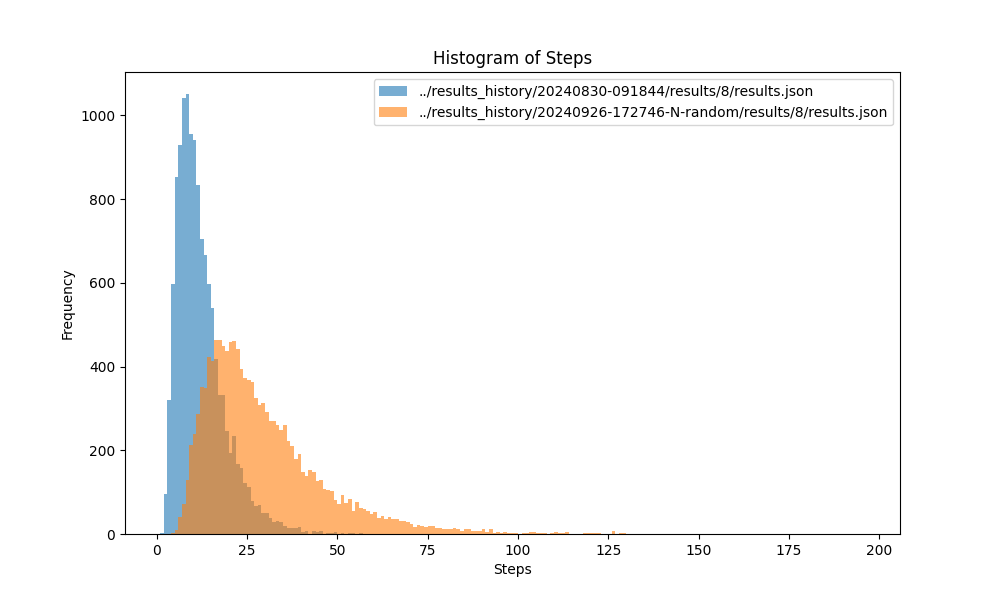 Histogram of Steps
../results_history/20240830-091844/results/8/results.json
../results_history/20240926-172746-N-random/results/8/results.json
Frequency
1000
800
600
400
200
0
0 25 50 75 100 125 150 175 200
Steps